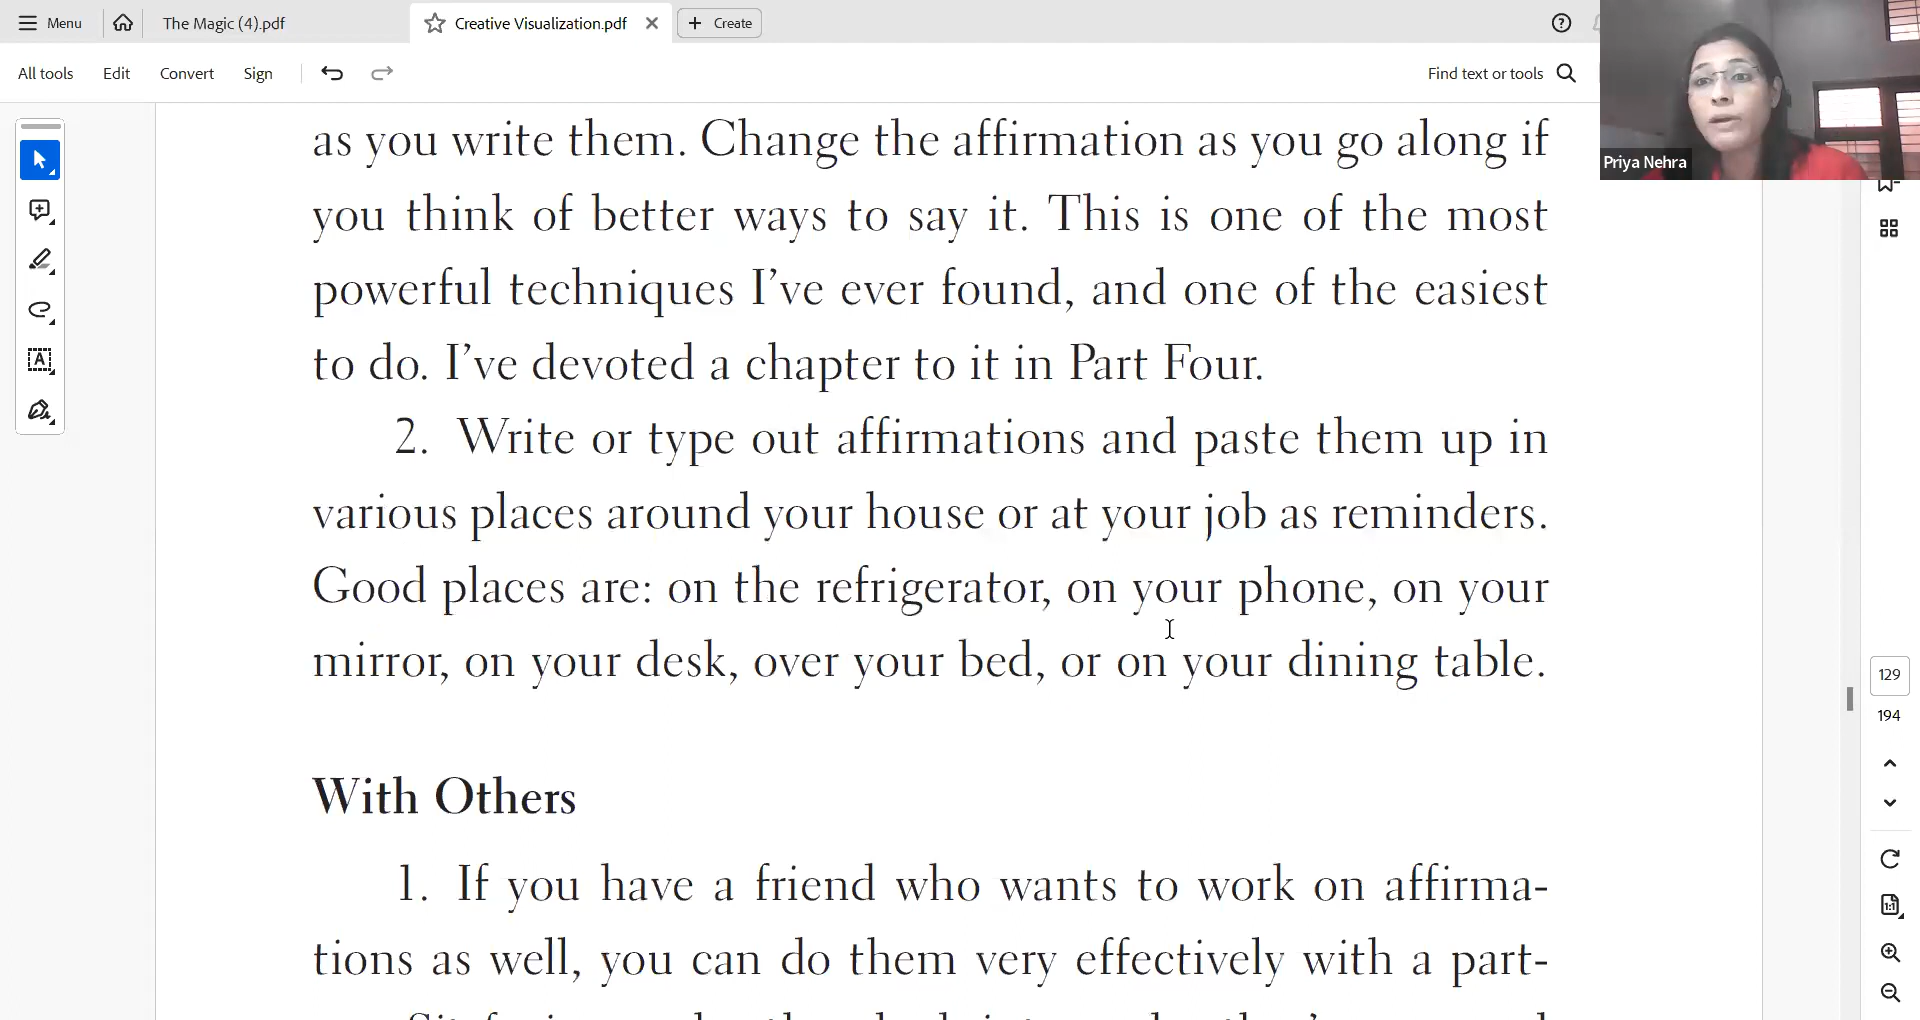 Menu
The Magic (4).pdf
Creative Visualization.pdf
Create
All tools
Edit
Convert
Sign
Find text or tools
Priya Nehra
as you write them. Change the affirmation as you go along if
you think of better ways to say it. This is one of the most
powerful techniques I've ever found, and one of the easiest
to do. I've devoted a chapter to it in Part Four.
2. Write or type out affirmations and paste them up in
various places around your house or at your job as reminders.
Good places are: on the refrigerator, on your phone, on your
mirror, on your desk, over your bed, or on your dining table.
With Others
1. If you have a friend who wants to work on affirma-
tions as well, you can do them very effectively with a part-
129
194